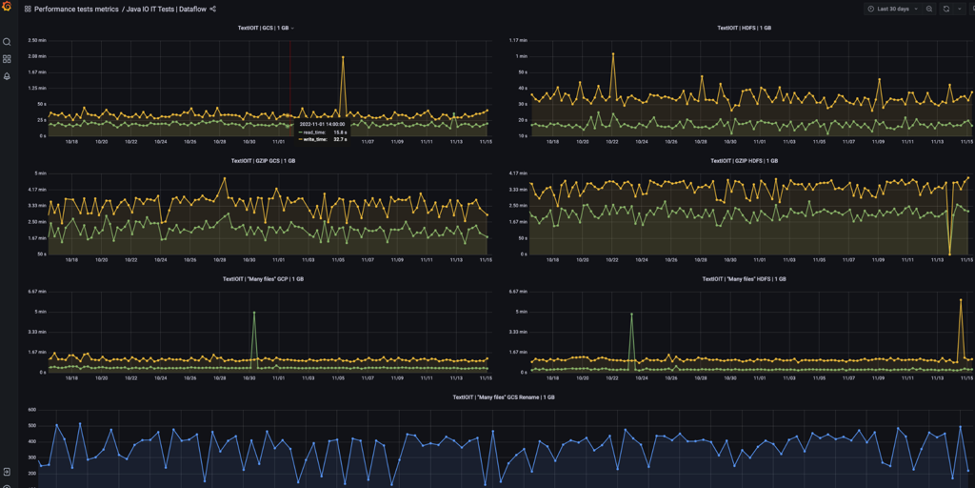 Performance tests metrics / Java IO IT Tests | Dataflow
Last 30 days
TextIOIT | GCS | 1 GB
2.50 min
2.08 min
1.67 min
1.25 min
50 s
25 s
0 s
10/18 10/20 10/22 10/24 10/26 10/28 10/30 11/01 11/03 11/05 11/07 11/09 11/11 11/13 11/15
2022-11-01 14:00:00
read_time: 18.8 s
write_time: 32.7 s
TextIOIT | HDFS | 1 GB
1.17 min
1 min
50 s
40 s
30 s
20 s
10 s
10/18 10/20 10/22 10/24 10/26 10/28 10/30 11/01 11/03 11/05 11/07 11/09 11/11 11/13 11/15
TextIOIT | GZIP GCS | 1 GB
5 min
4.17 min
3.33 min
2.50 min
1.67 min
50 s
10/18 10/20 10/22 10/24 10/26 10/28 10/30 11/01 11/03 11/05 11/07 11/09 11/11 11/13 11/15
TextIOIT | GZIP HDFS | 1 GB
4.17 min
3.33 min
2.50 min
1.67 min
50 s
0 s
10/18 10/20 10/22 10/24 10/26 10/28 10/30 11/01 11/03 11/05 11/07 11/09 11/11 11/13 11/15
TextIOIT | "Many files" GCP | 1 GB
6.67 min
5 min
3.33 min
1.67 min
0 s
10/18 10/20 10/22 10/24 10/26 10/28 10/30 11/01 11/03 11/05 11/07 11/09 11/11 11/13 11/15
TextIOIT | "Many files" HDFS | 1 GB
6.67 min
5 min
3.33 min
1.67 min
0 s
10/18 10/20 10/22 10/24 10/26 10/28 10/30 11/01 11/03 11/05 11/07 11/09 11/11 11/13 11/15
TextIOIT | "Many files" GCS Rename | 1 GB
600
500
400
300